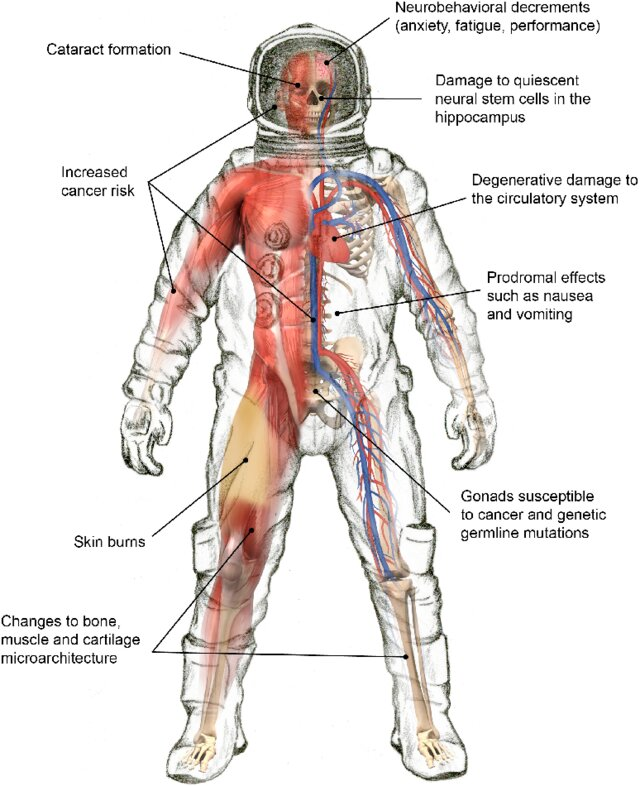 Neurobehavioral decrements
(anxiety, fatigue, performance)
Cataract formation
Damage to quiescent
neural stem cells in the
hippocampus
Increased
cancer risk
Degenerative damage to
the circulatory system
Prodromal effects
such as nausea
and vomiting
Gonads susceptible
to cancer and genetic
germline mutations
Skin burns
Changes to bone,
muscle and cartilage
microarchitecture